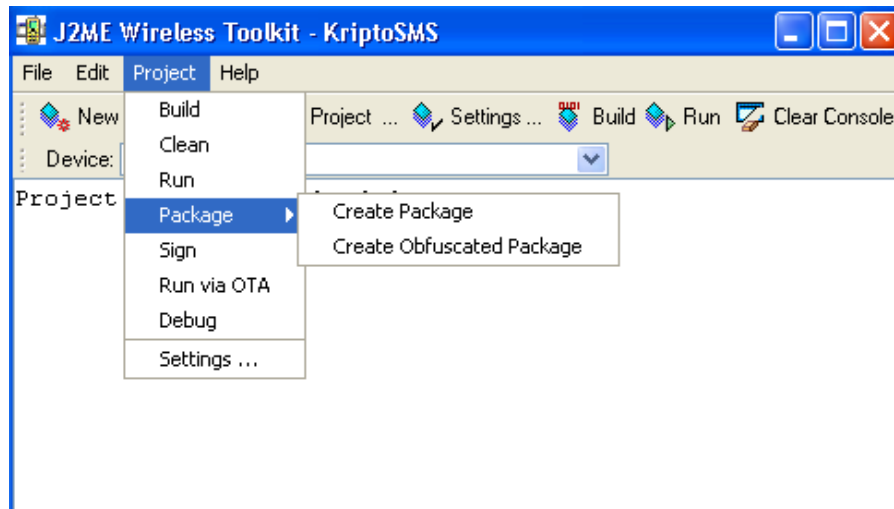 J2ME Wireless Toolkit - KriptoSMS
File Edit Project Help
New Project ... Settings ... Build Run Clear Console
Device:
Project
Build
Clean
Run
Package
Create Package
Create Obfuscated Package
Sign
Run via OTA
Debug
Settings ...